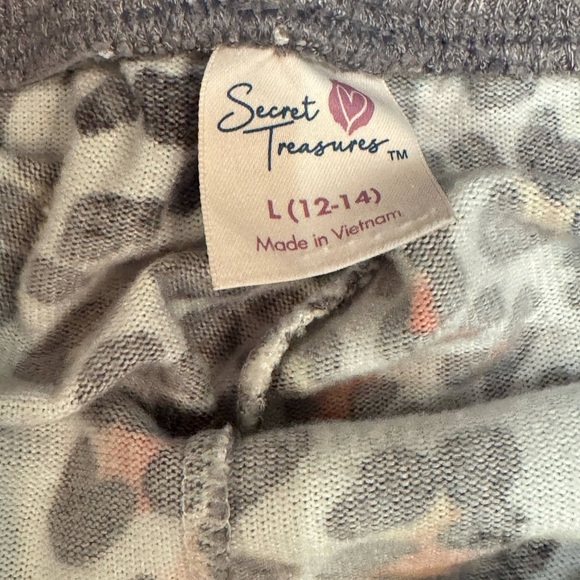 Secret
Treasures™
L (12-14)
Made in Vietnam